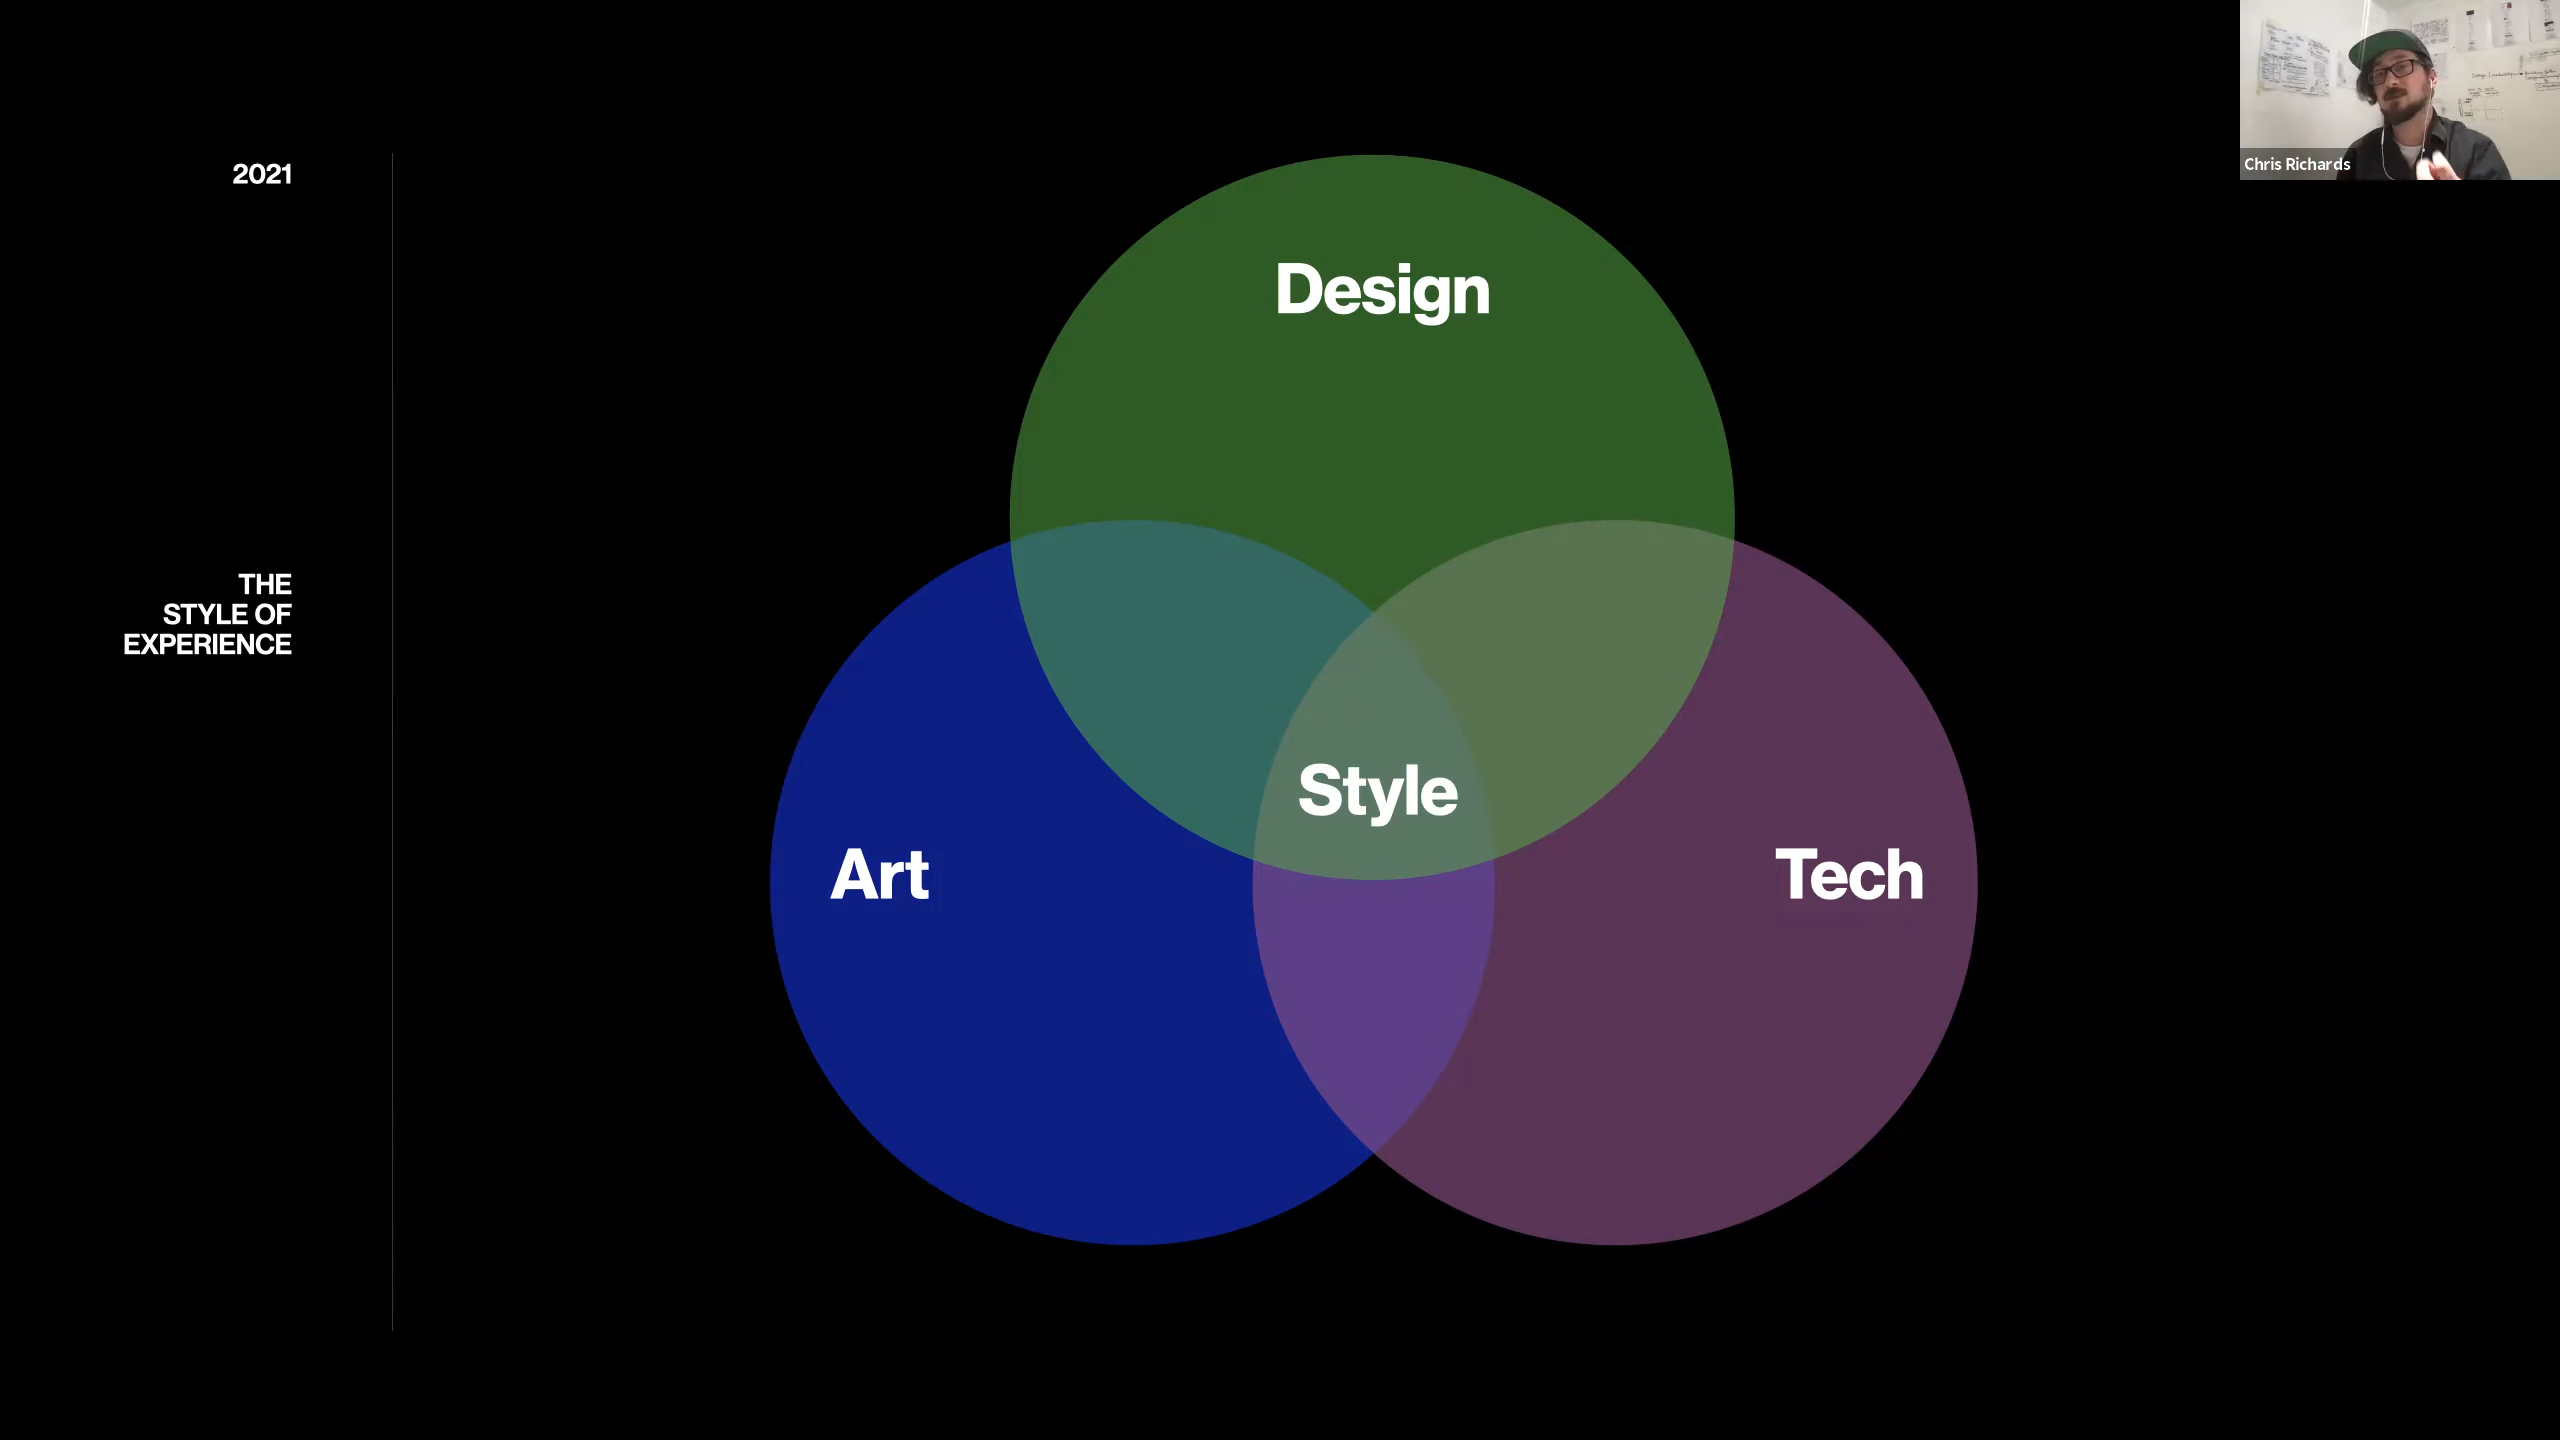 2021
THE
STYLE OF
EXPERIENCE
Design
Style
Art
Tech
Chris Richards